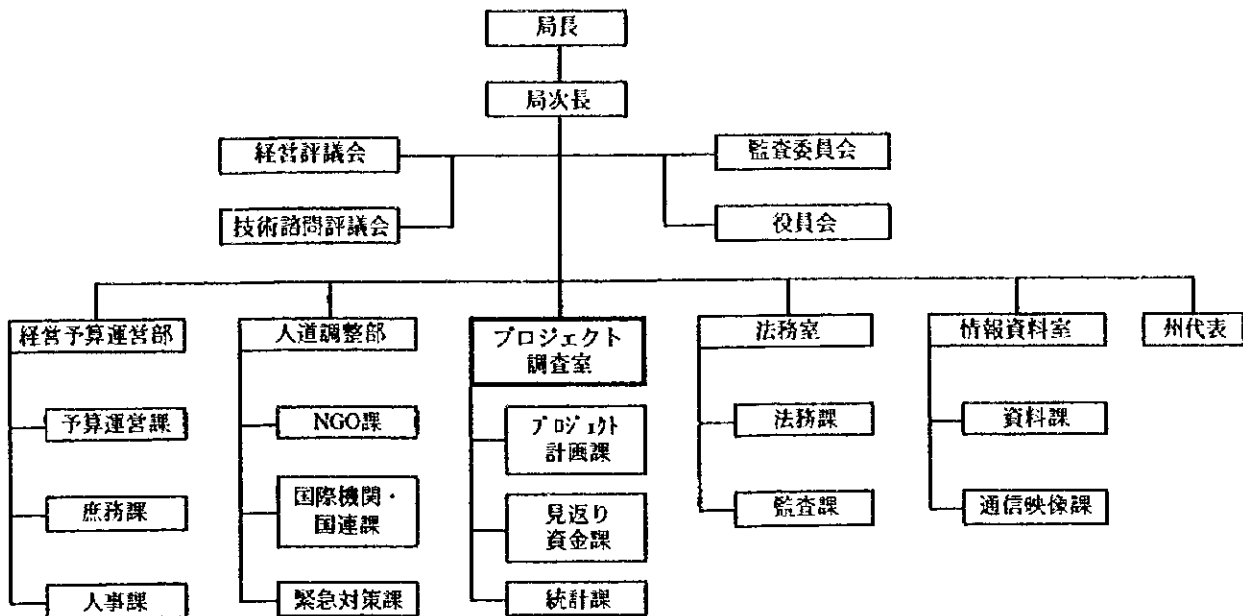 局長
局次長
経営評議会
監査委員会
技術諮問評議会
役員会
経営予算運営部
人道調整部
プロジェクト
調査室
法務室
情報資料室
州代表
予算運営課
NGO課
プロジェクト
計画課
法務課
資料課
庶務課
国際機関・
国連課
見返り
資金課
監査課
通信映像課
人事課
緊急対策課
統計課